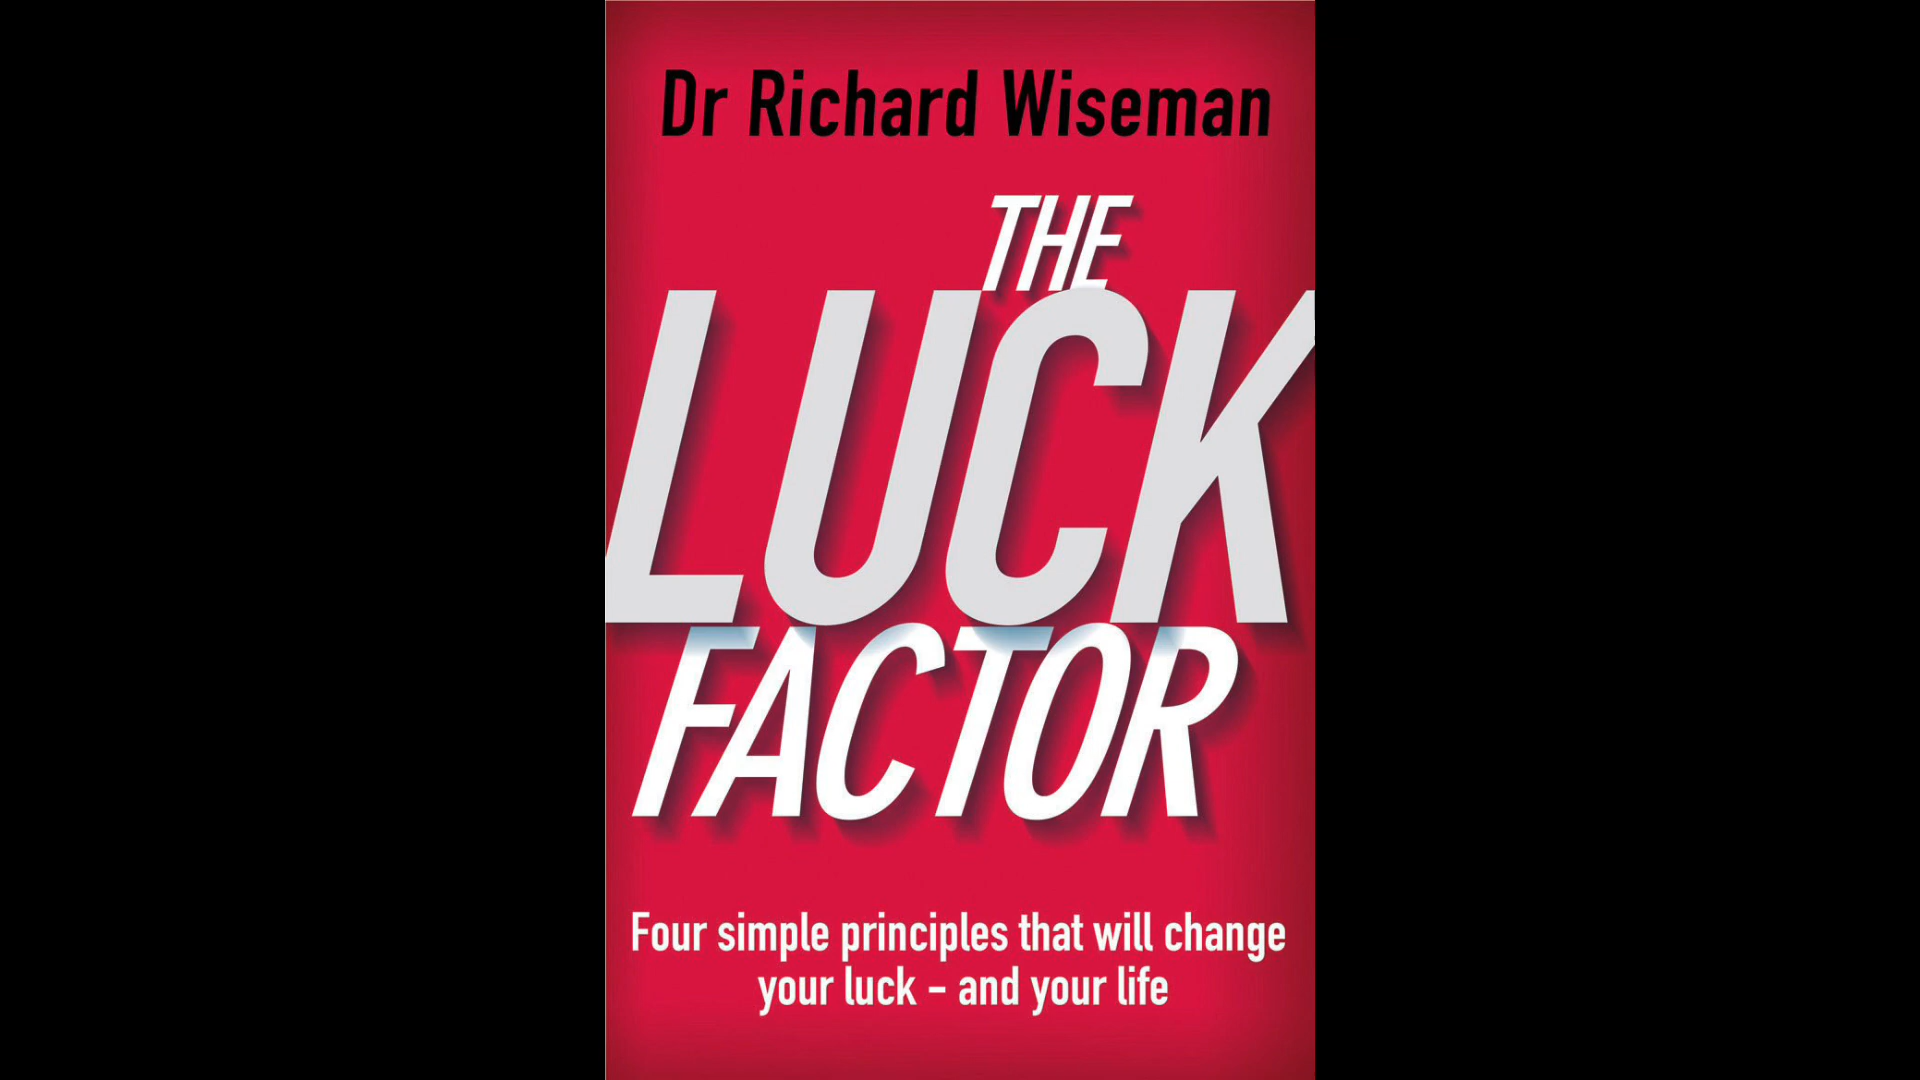 Dr Richard Wiseman
THE
LUCK
FACTOR
Four simple principles that will change
your luck - and your life